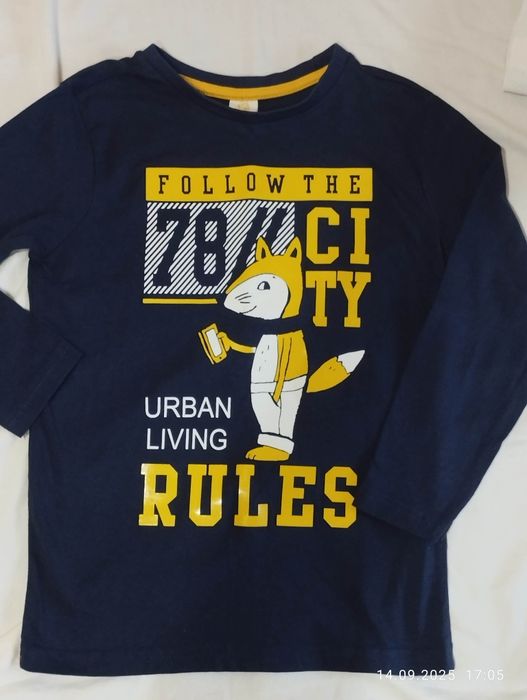 FOLLOW THE
78//
CI
TY
URBAN
LIVING
RULES
14.09.2025 17:05